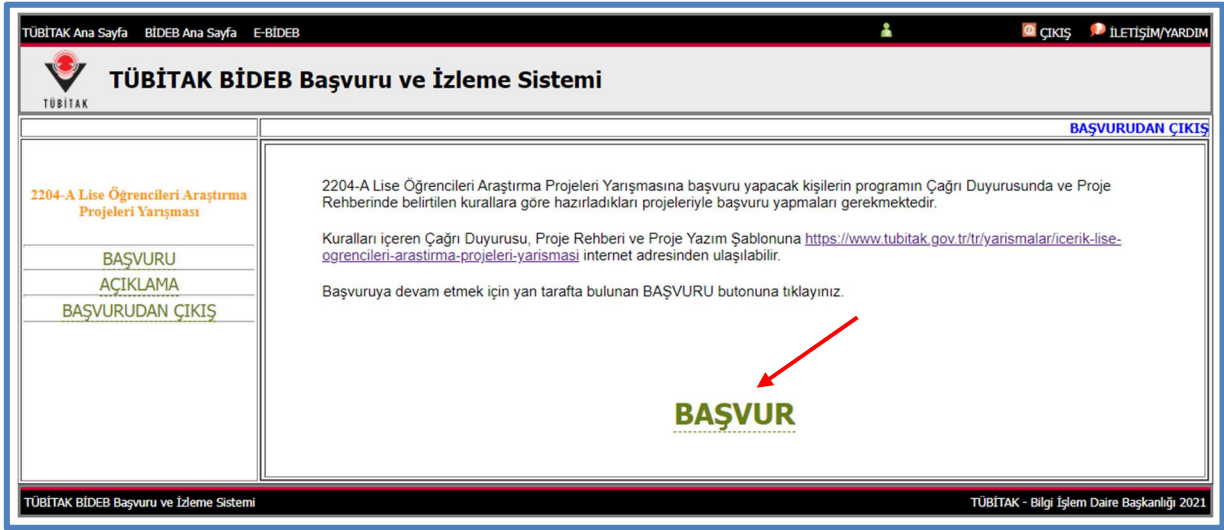 TÜBİTAK Ana Sayfa BİDEB Ana Sayfa E-BİDEB ÇIKIŞ İLETİŞİM/YARDIM
TÜBİTAK
TÜBİTAK BİDEB Başvuru ve İzleme Sistemi
BAŞVURUDAN ÇIKIŞ
2204-A Lise Öğrencileri Araştırma
Projeleri Yarışması
BAŞVURU
AÇIKLAMA
BAŞVURUDAN ÇIKIŞ
2204-A Lise Öğrencileri Araştırma Projeleri Yarışmasına başvuru yapacak kişilerin programın Çağrı Duyurusunda ve Proje
Rehberinde belirtilen kurallara göre hazırladıkları projeleriyle başvuru yapmaları gerekmektedir.
Kuralları içeren Çağrı Duyurusu, Proje Rehberi ve Proje Yazım Şablonuna https://www.tubitak.gov.tr/tr/yarismalar/icerik-lise-
ogrencileri-arastirma-projeleri-yarismasi internet adresinden ulaşılabilir.
Başvuruya devam etmek için yan tarafta bulunan BAŞVURU butonuna tıklayınız.
BAŞVUR
TÜBİTAK BİDEB Başvuru ve İzleme Sistemi TÜBİTAK - Bilgi İşlem Daire Başkanlığı 2021